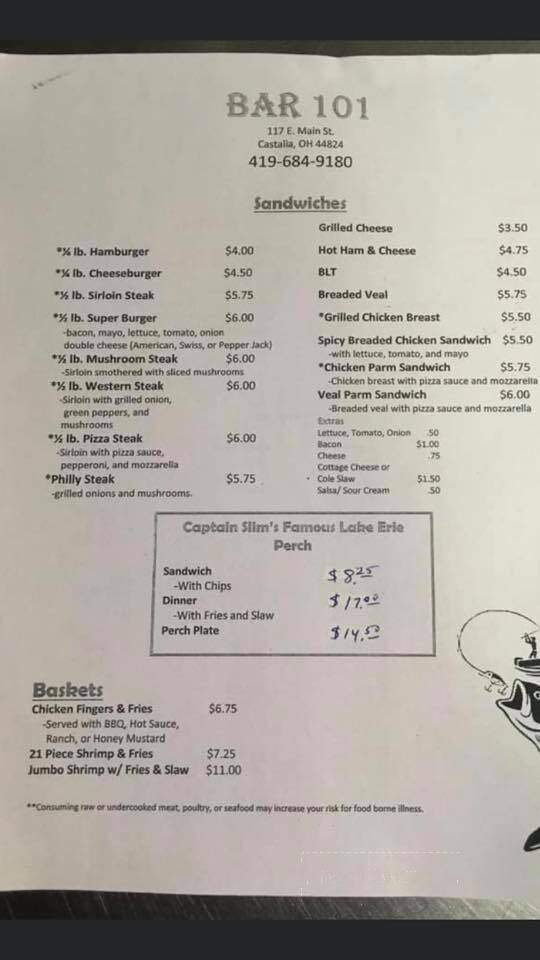 BAR 101
117 E. Main St.
Castalia, OH 44824
419-684-9180
Sandwiches
*¼ lb. Hamburger $4.00
*¼ lb. Cheeseburger $4.50
*½ lb. Sirloin Steak $5.75
*½ lb. Super Burger $6.00
-bacon, mayo, lettuce, tomato, onion
double cheese (American, Swiss, or Pepper Jack)
*½ lb. Mushroom Steak $6.00
-Sirloin smothered with sliced mushrooms
*½ lb. Western Steak $6.00
-Sirloin with grilled onion,
green peppers, and
mushrooms
*½ lb. Pizza Steak $6.00
-Sirloin with pizza sauce,
pepperoni, and mozzarella
*Philly Steak $5.75
-grilled onions and mushrooms.
Grilled Cheese $3.50
Hot Ham & Cheese $4.75
BLT $4.50
Breaded Veal $5.75
*Grilled Chicken Breast $5.50
Spicy Breaded Chicken Sandwich $5.50
-with lettuce, tomato, and mayo
*Chicken Parm Sandwich $5.75
-Chicken breast with pizza sauce and mozzarella
Veal Parm Sandwich $6.00
-Breaded veal with pizza sauce and mozzarella
Extras
Lettuce, Tomato, Onion .50
Bacon $1.00
Cheese .75
Cottage Cheese or
Cole Slaw $1.50
Salsa/ Sour Cream .50
Captain Slim's Famous Lake Erie
Perch
Sandwich $8.25
-With Chips
Dinner $17.00
-With Fries and Slaw
Perch Plate $14.50
Baskets
Chicken Fingers & Fries $6.75
-Served with BBQ, Hot Sauce,
Ranch, or Honey Mustard
21 Piece Shrimp & Fries $7.25
Jumbo Shrimp w/ Fries & Slaw $11.00
**Consuming raw or undercooked meat, poultry, or seafood may increase your risk for food borne illness.